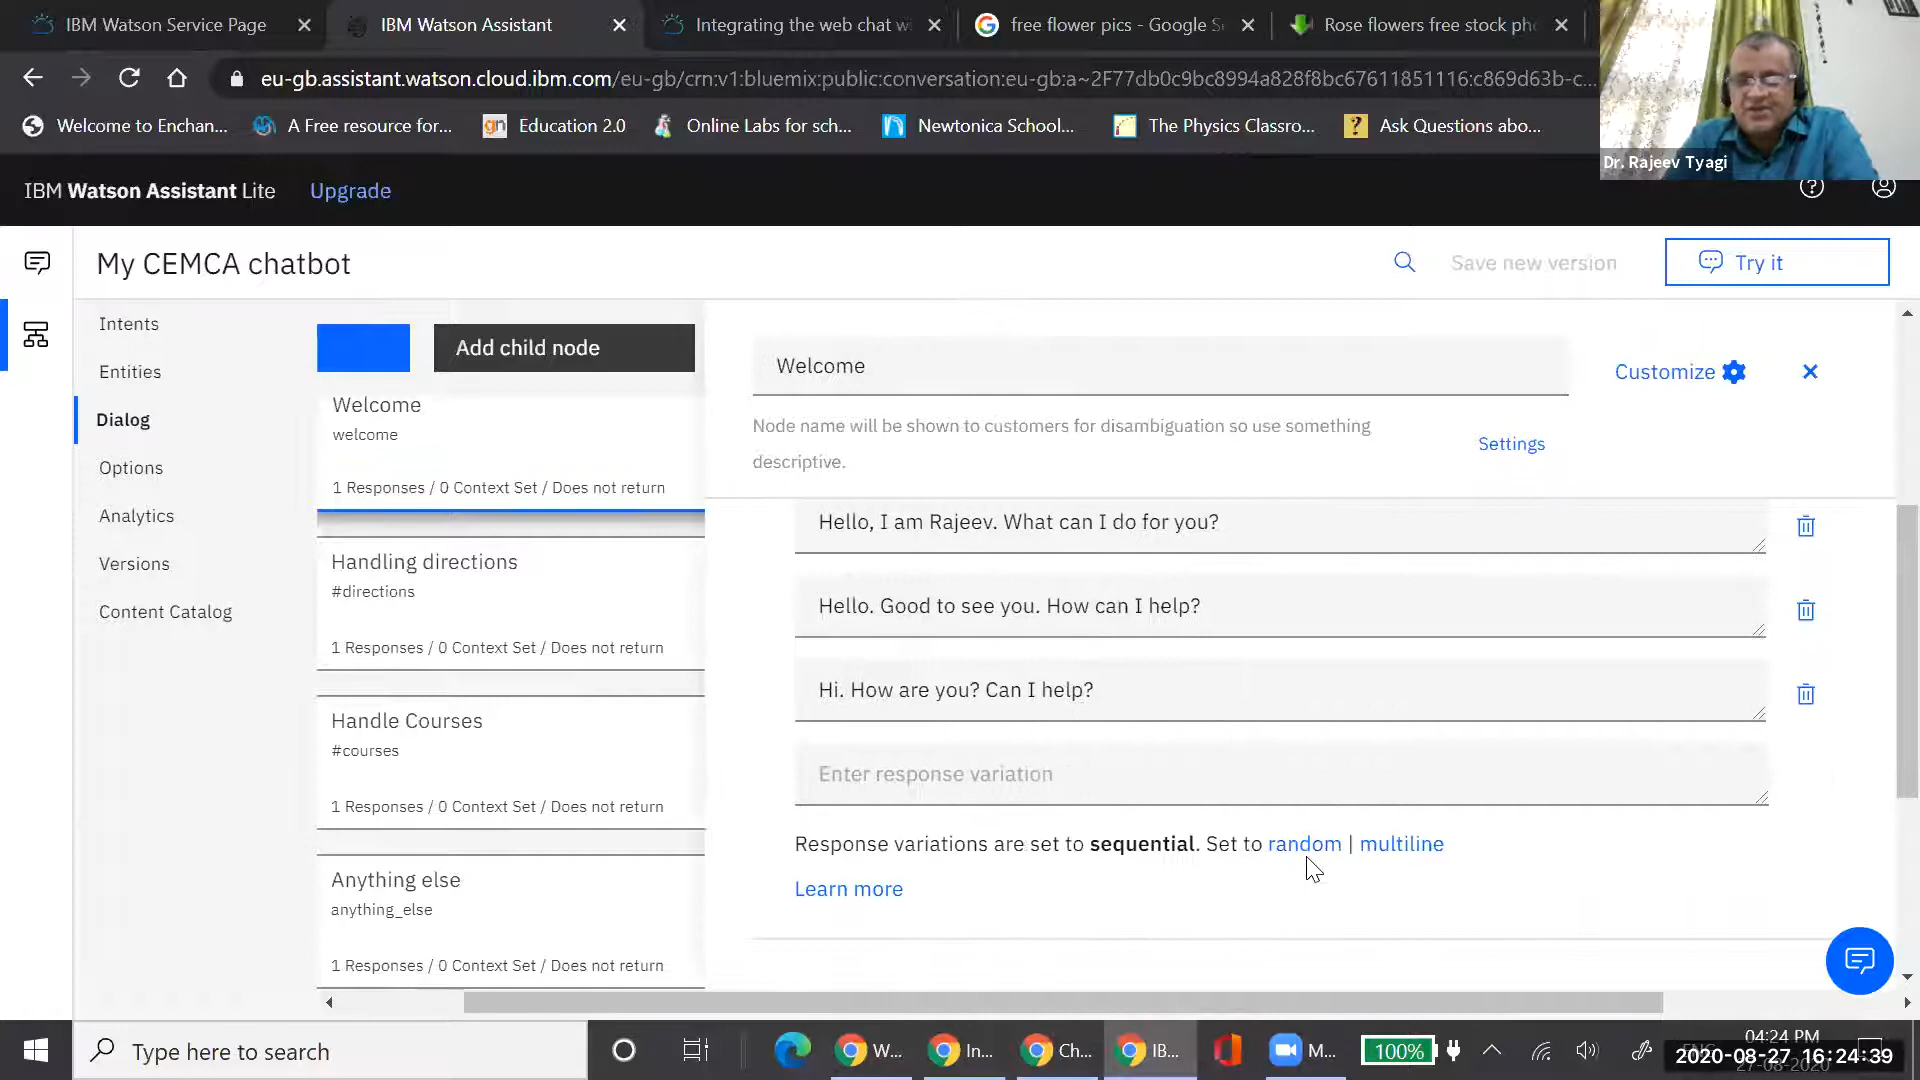 IBM Watson Service Page
IBM Watson Assistant
Integrating the web chat w
free flower pics - Google S
Rose flowers free stock pho
eu-gb.assistant.watson.cloud.ibm.com/eu-gb/crn:v1:bluemix:public:conversation:eu-gb:a~2F77db0c9bc8994a828f8bc67611851116:c869d63b-c...
Welcome to Enchan...
A Free resource for...
gn Education 2.0
Online Labs for sch...
Newtonica School...
The Physics Classro...
? Ask Questions abo...
Dr. Rajeev Tyagi
IBM Watson Assistant Lite
Upgrade
My CEMCA chatbot
Save new version
Try it
Intents
Entities
Dialog
Options
Analytics
Versions
Content Catalog
Add child node
Welcome
welcome
1 Responses / 0 Context Set / Does not return
Handling directions
#directions
1 Responses / 0 Context Set / Does not return
Handle Courses
#courses
1 Responses / 0 Context Set / Does not return
Anything else
anything_else
1 Responses / 0 Context Set / Does not return
Welcome
Customize
Node name will be shown to customers for disambiguation so use something
descriptive.
Settings
Hello, I am Rajeev. What can I do for you?
Hello. Good to see you. How can I help?
Hi. How are you? Can I help?
Enter response variation
Response variations are set to sequential. Set to random | multiline
Learn more
Type here to search
W...
In...
Ch...
IB...
M...
100%
04:24 PM
2020-08-27 16:24:39
27-08-2020